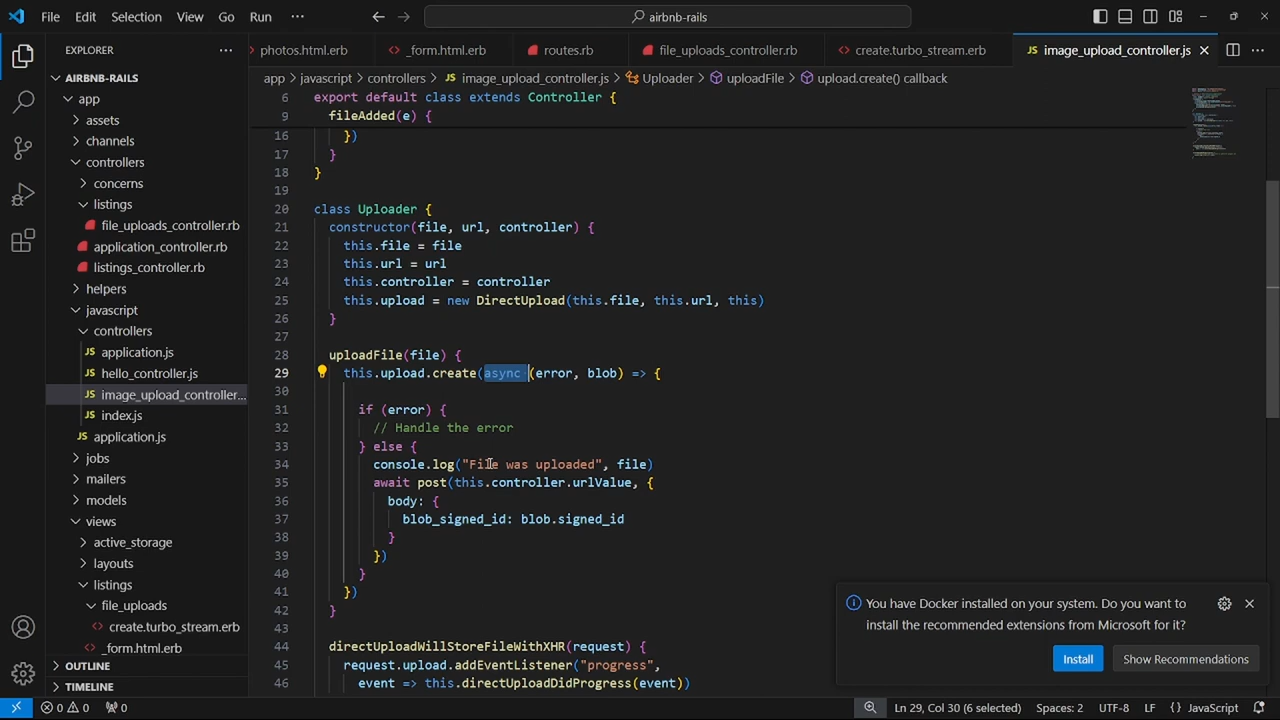 File Edit Selection View Go Run ··· airbnb-rails
EXPLORER ···
photos.html.erb _form.html.erb routes.rb file_uploads_controller.rb create.turbo_stream.erb JS image_upload_controller.js ···
AIRBNB-RAILS
app > javascript > controllers > JS image_upload_controller.js > Uploader > uploadFile > upload.create() callback
app
assets
channels
controllers
concerns
listings
file_uploads_controller.rb
application_controller.rb
listings_controller.rb
helpers
javascript
controllers
JS application.js
JS hello_controller.js
JS image_upload_controller...
JS index.js
JS application.js
jobs
mailers
models
views
active_storage
layouts
listings
file_uploads
create.turbo_stream.erb
_form.html.erb
OUTLINE
TIMELINE
6 export default class extends Controller {
9 fileAdded(e) {
16 })
17 }
18 }
19
20 class Uploader {
21 constructor(file, url, controller) {
22 this.file = file
23 this.url = url
24 this.controller = controller
25 this.upload = new DirectUpload(this.file, this.url, this)
26 }
27
28 uploadFile(file) {
29 this.upload.create(async (error, blob) => {
30
31 if (error) {
32 // Handle the error
33 } else {
34 console.log("File was uploaded", file)
35 await post(this.controller.urlValue, {
36 body: {
37 blob_signed_id: blob.signed_id
38 }
39 })
40 }
41 })
42 }
43
44 directUploadWillStoreFileWithXHR(request) {
45 request.upload.addEventListener("progress",
46 event => this.directUploadDidProgress(event))
You have Docker installed on your system. Do you want to
install the recommended extensions from Microsoft for it?
Install Show Recommendations
0 0 0 Ln 29, Col 30 (6 selected) Spaces: 2 UTF-8 LF {} JavaScript